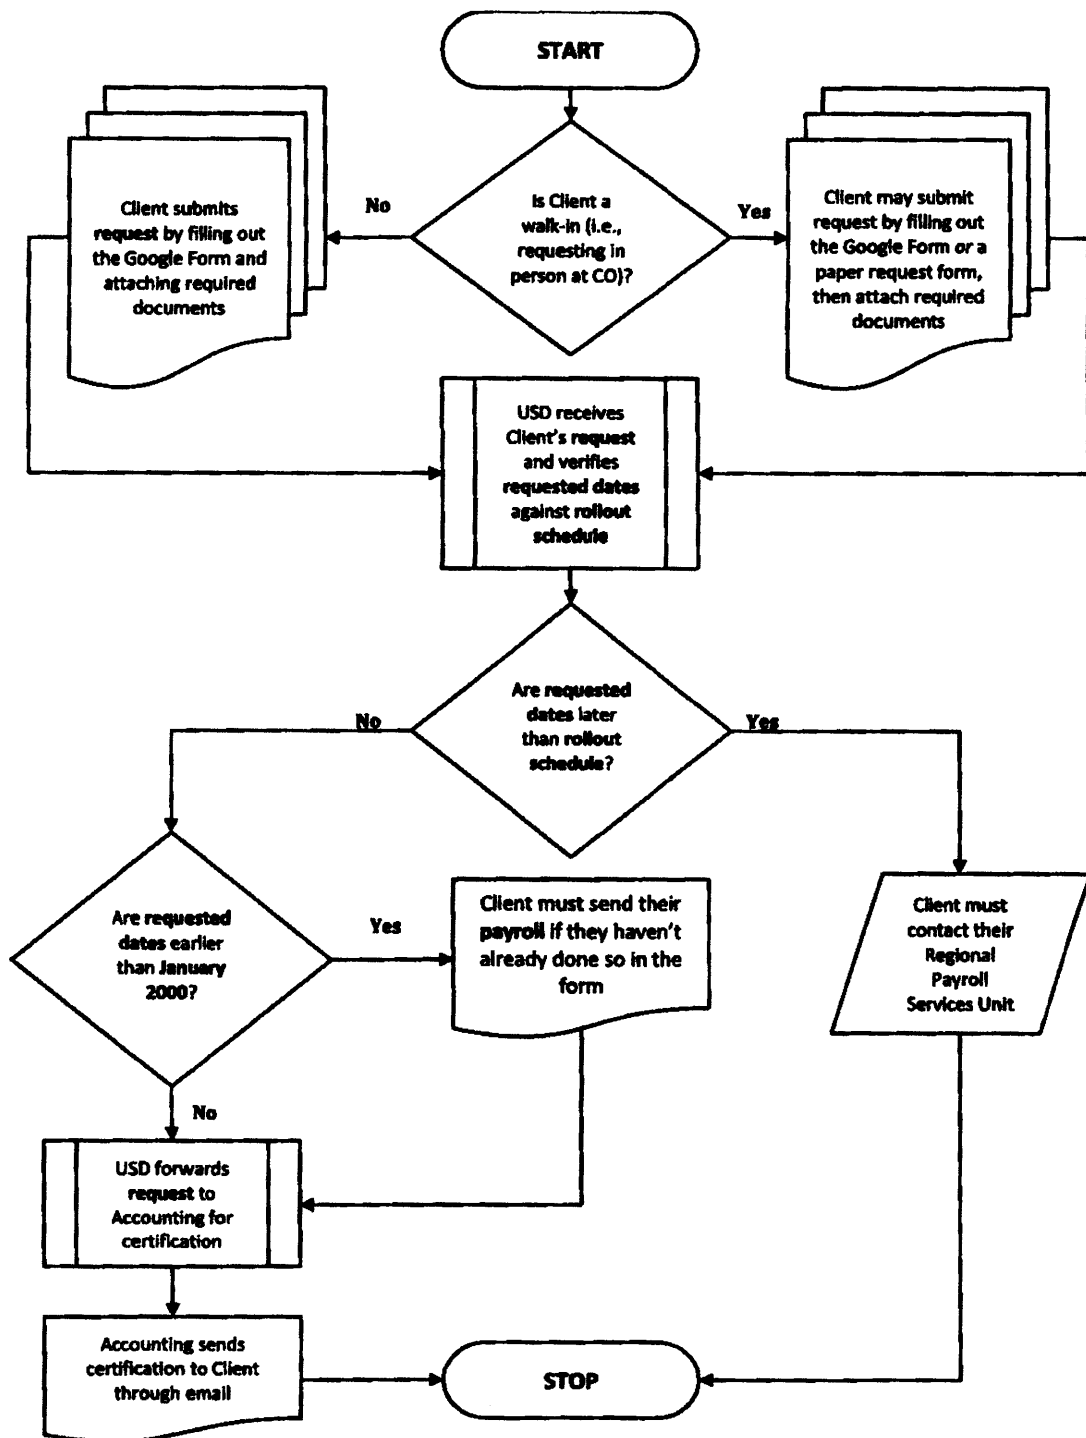 START
Is Client a
walk-in (i.e.,
requesting in
person at CO)?
No
Yes
Client submits
request by filling out
the Google Form and
attaching required
documents
Client may submit
request by filling out
the Google Form or a
paper request form,
then attach required
documents
USD receives
Client's request
and verifies
requested dates
against rollout
schedule
Are requested
dates later
than rollout
schedule?
No
Yes
Are requested
dates earlier
than January
2000?
Yes
Client must send their
payroll if they haven't
already done so in the
form
Client must
contact their
Regional
Payroll
Services Unit
No
USD forwards
request to
Accounting for
certification
Accounting sends
certification to Client
through email
STOP